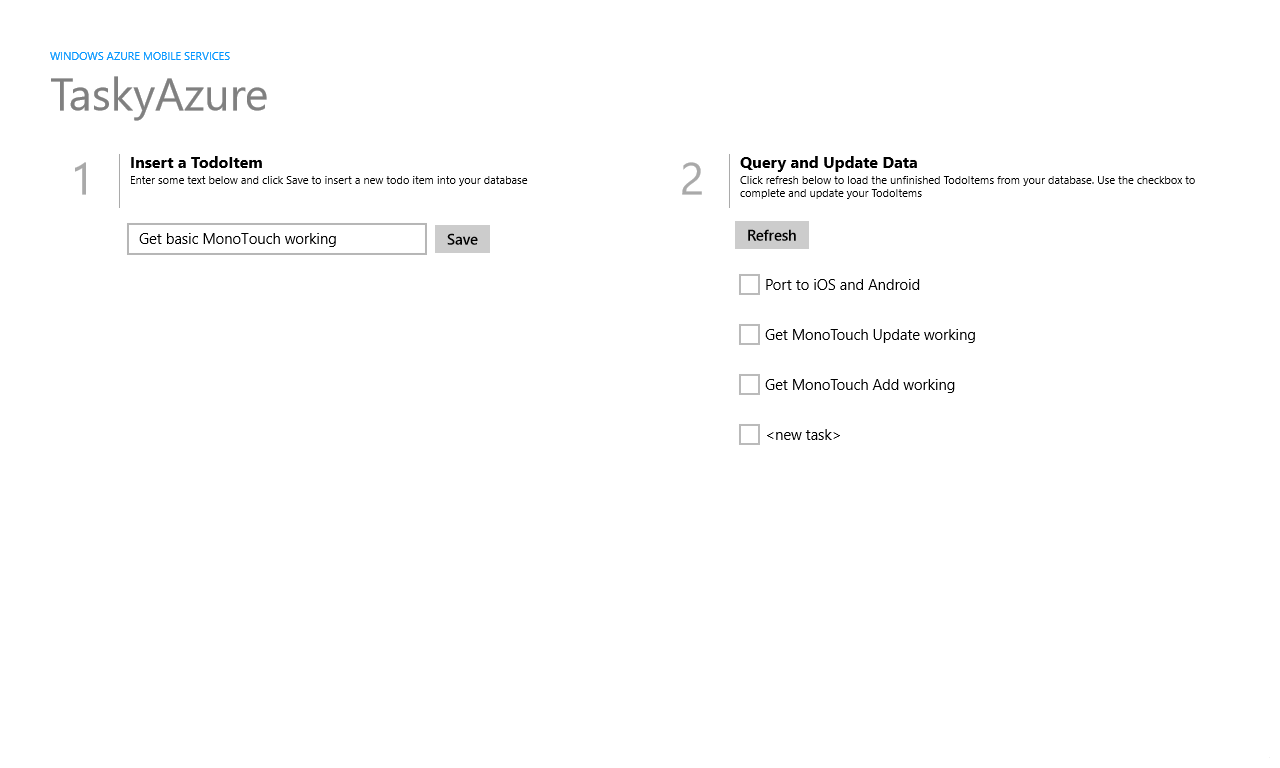 WINDOWS AZURE MOBILE SERVICES
TaskyAzure
1
Insert a TodoItem
Enter some text below and click Save to insert a new todo item into your database
Get basic MonoTouch working
Save
2
Query and Update Data
Click refresh below to load the unfinished TodoItems from your database. Use the checkbox to
complete and update your TodoItems
Refresh
Port to iOS and Android
Get MonoTouch Update working
Get MonoTouch Add working
<new task>